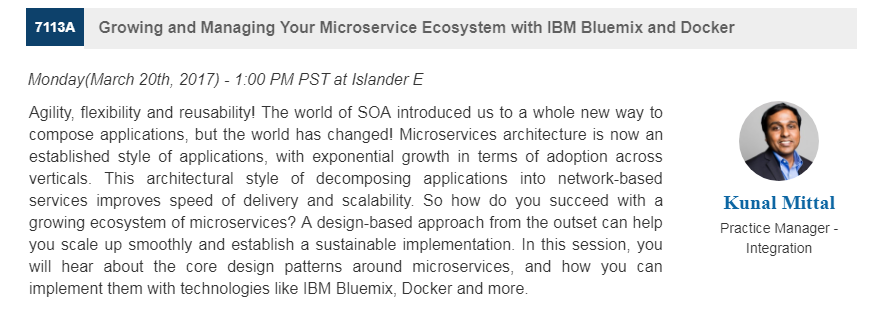 7113A Growing and Managing Your Microservice Ecosystem with IBM Bluemix and Docker
Monday(March 20th, 2017) - 1:00 PM PST at Islander E
Agility, flexibility and reusability! The world of SOA introduced us to a whole new way to
compose applications, but the world has changed! Microservices architecture is now an
established style of applications, with exponential growth in terms of adoption across
verticals. This architectural style of decomposing applications into network-based
services improves speed of delivery and scalability. So how do you succeed with a
growing ecosystem of microservices? A design-based approach from the outset can help
you scale up smoothly and establish a sustainable implementation. In this session, you
will hear about the core design patterns around microservices, and how you can
implement them with technologies like IBM Bluemix, Docker and more.
Kunal Mittal
Practice Manager -
Integration